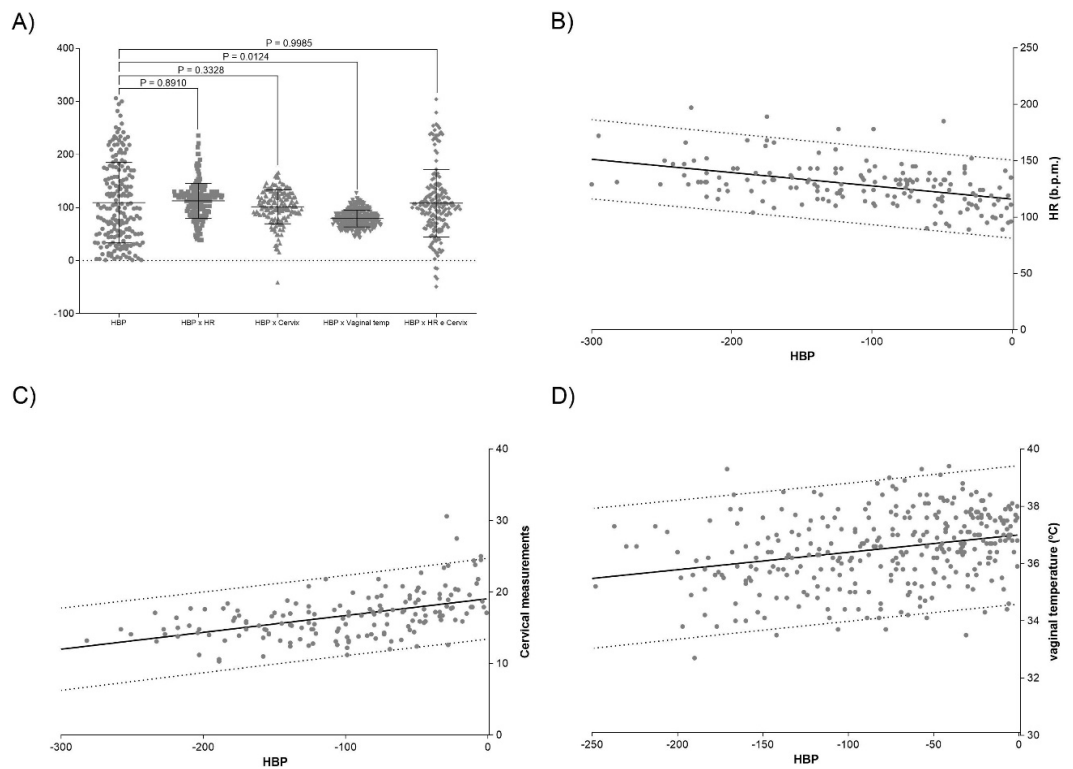 A)
P = 0.9985
P = 0.0124
P = 0.3328
P = 0.8910
400
300
200
100
0
-100
HBP
HBP x HR
HBP x Cervix
HBP x Vaginal temp
HBP x HR e Cervix
B)
250
200
150
100
50
0
HR (b.p.m.)
-300
-200
-100
0
HBP
C)
40
30
20
10
0
Cervical measurements
-300
-200
-100
0
HBP
D)
40
38
36
34
32
30
vaginal temperature (°C)
-250
-200
-150
-100
-50
0
HBP